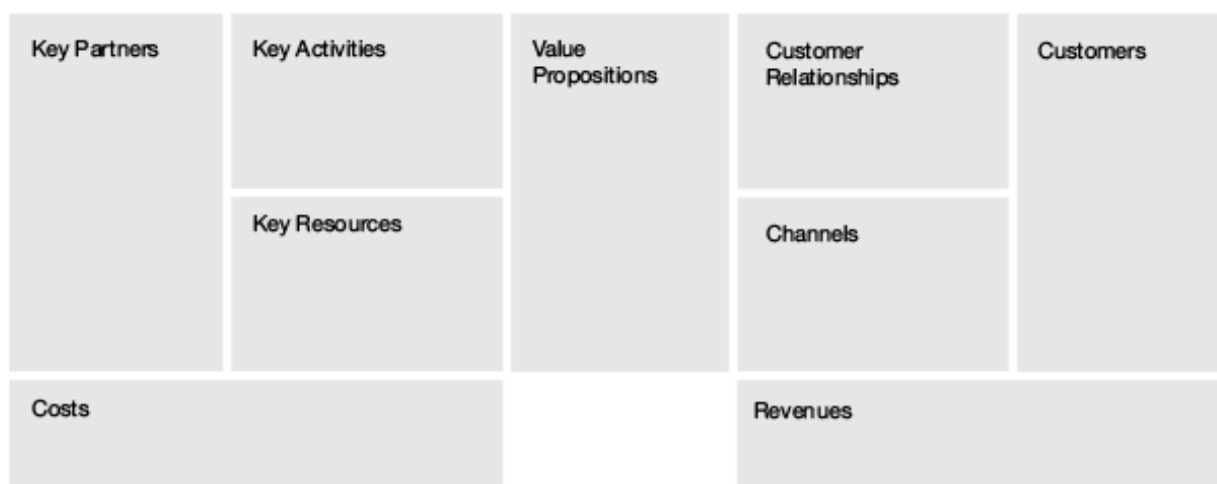 Key Partners
Key Activities
Value
Propositions
Customer
Relationships
Customers
Key Resources
Channels
Costs
Revenues